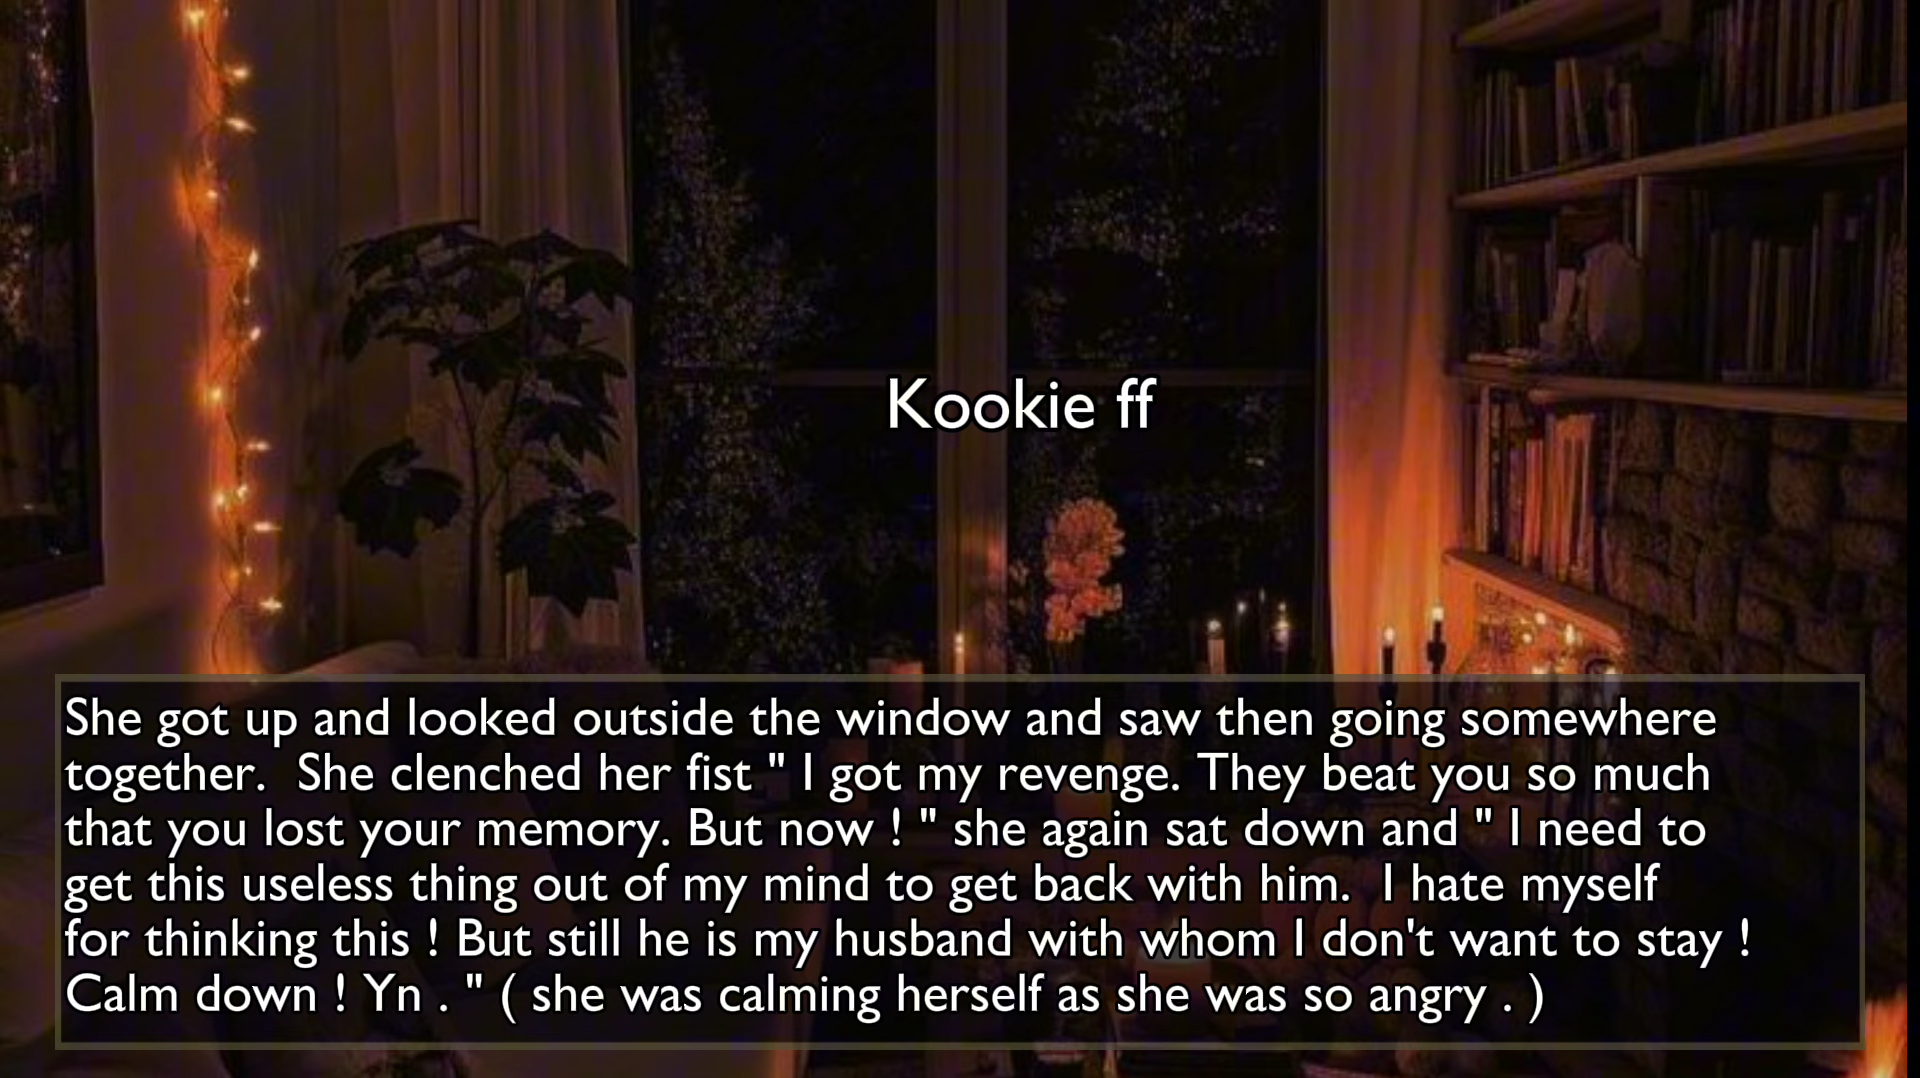 Kookie ff
She got up and looked outside the window and saw then going somewhere
together.  She clenched her fist " I got my revenge. They beat you so much
that you lost your memory. But now ! " she again sat down and " I need to
get this useless thing out of my mind to get back with him.  I hate myself
for thinking this ! But still he is my husband with whom I don't want to stay !
Calm down ! Yn . " ( she was calming herself as she was so angry . )